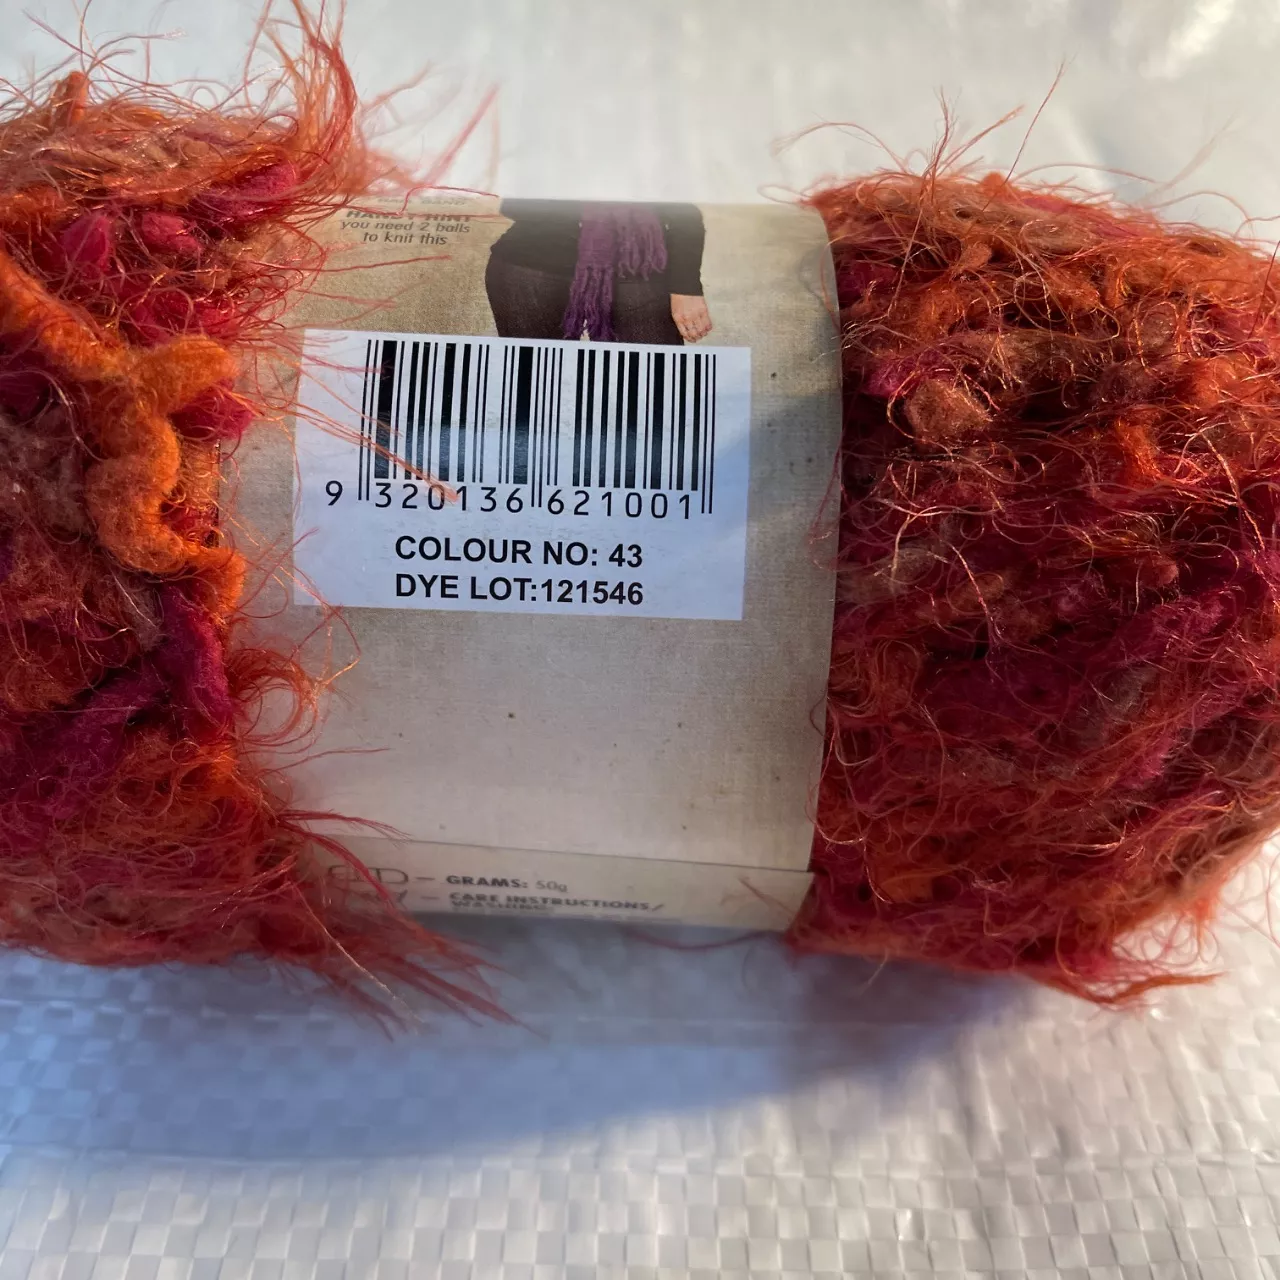 HANDY HINT
you need 2 balls
to knit this
9 320136 621001
COLOUR NO: 43
DYE LOT:121546
GRAMS: 50g
CARE INSTRUCTIONS/
WASHING